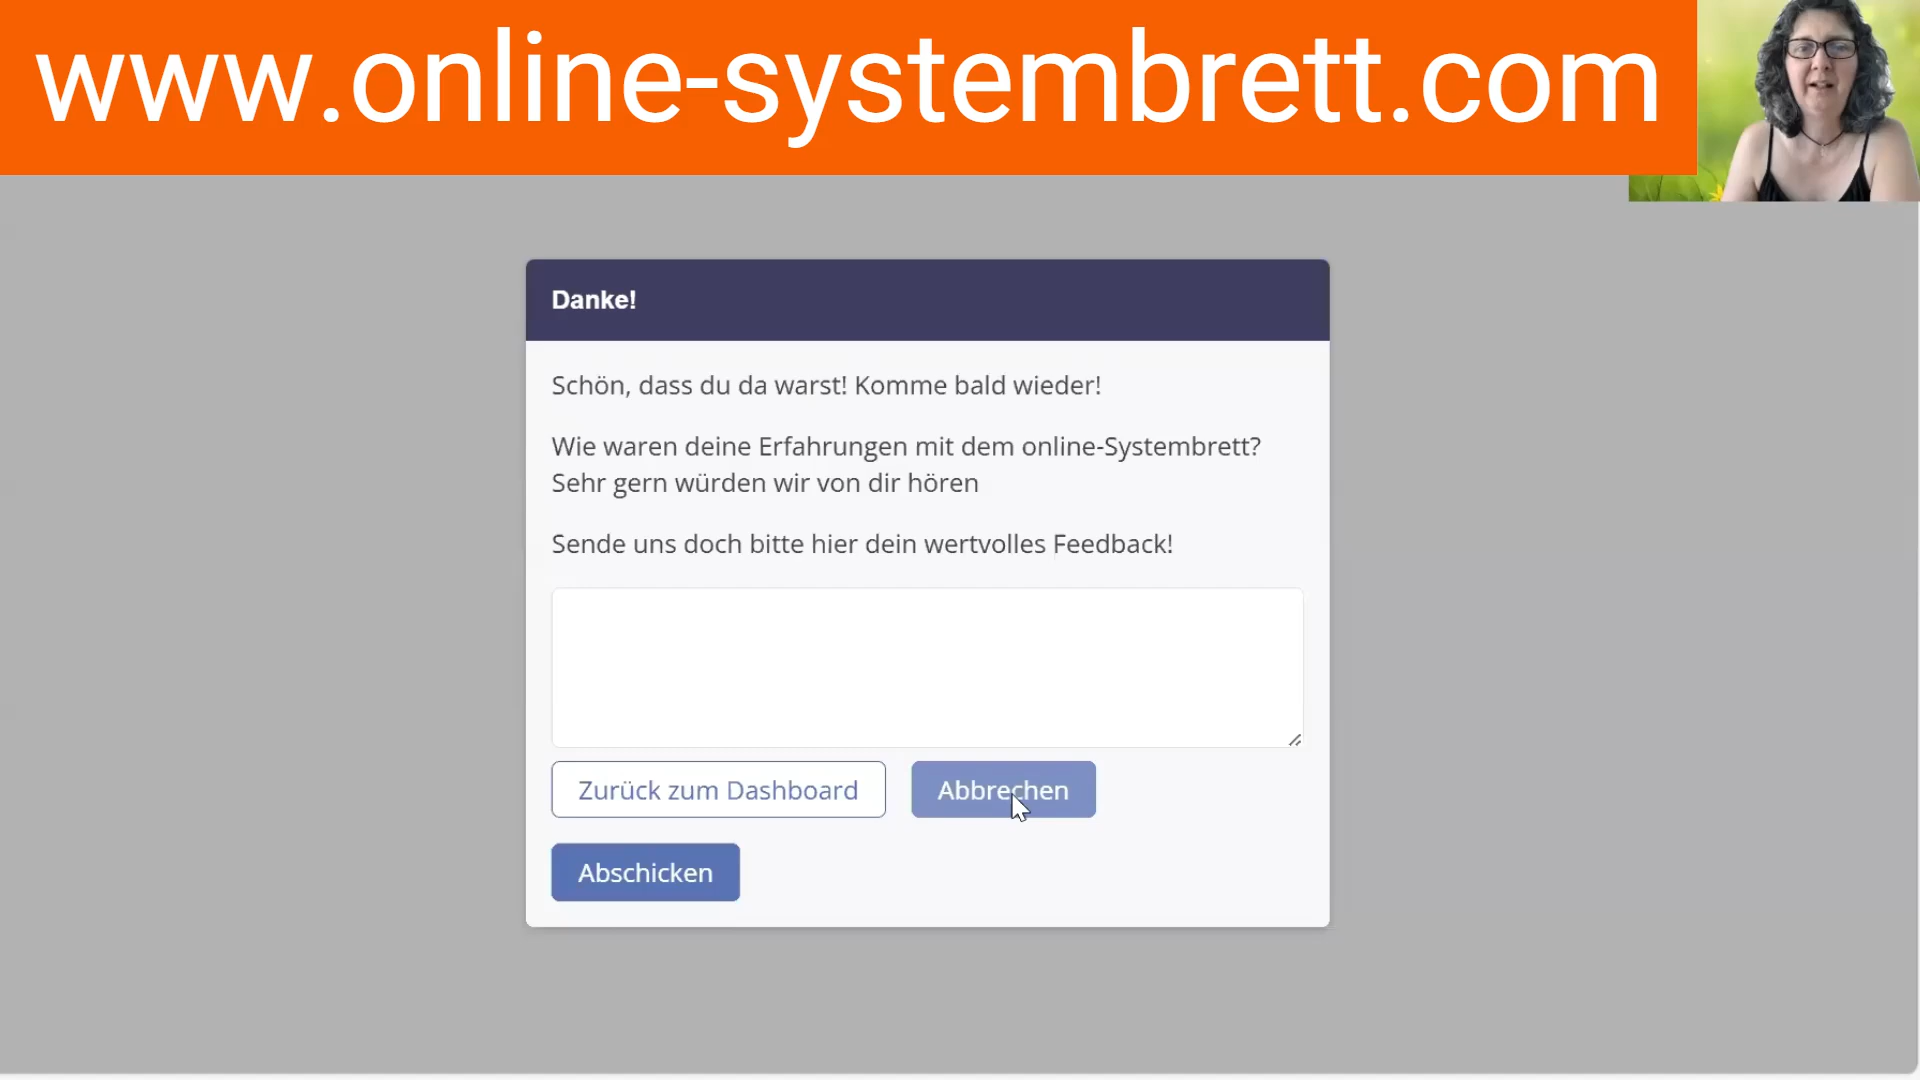 www.online-systembrett.com
Danke!
Schön, dass du da warst! Komme bald wieder!
Wie waren deine Erfahrungen mit dem online-Systembrett?
Sehr gern würden wir von dir hören
Sende uns doch bitte hier dein wertvolles Feedback!
Zurück zum Dashboard
Abbrechen
Abschicken